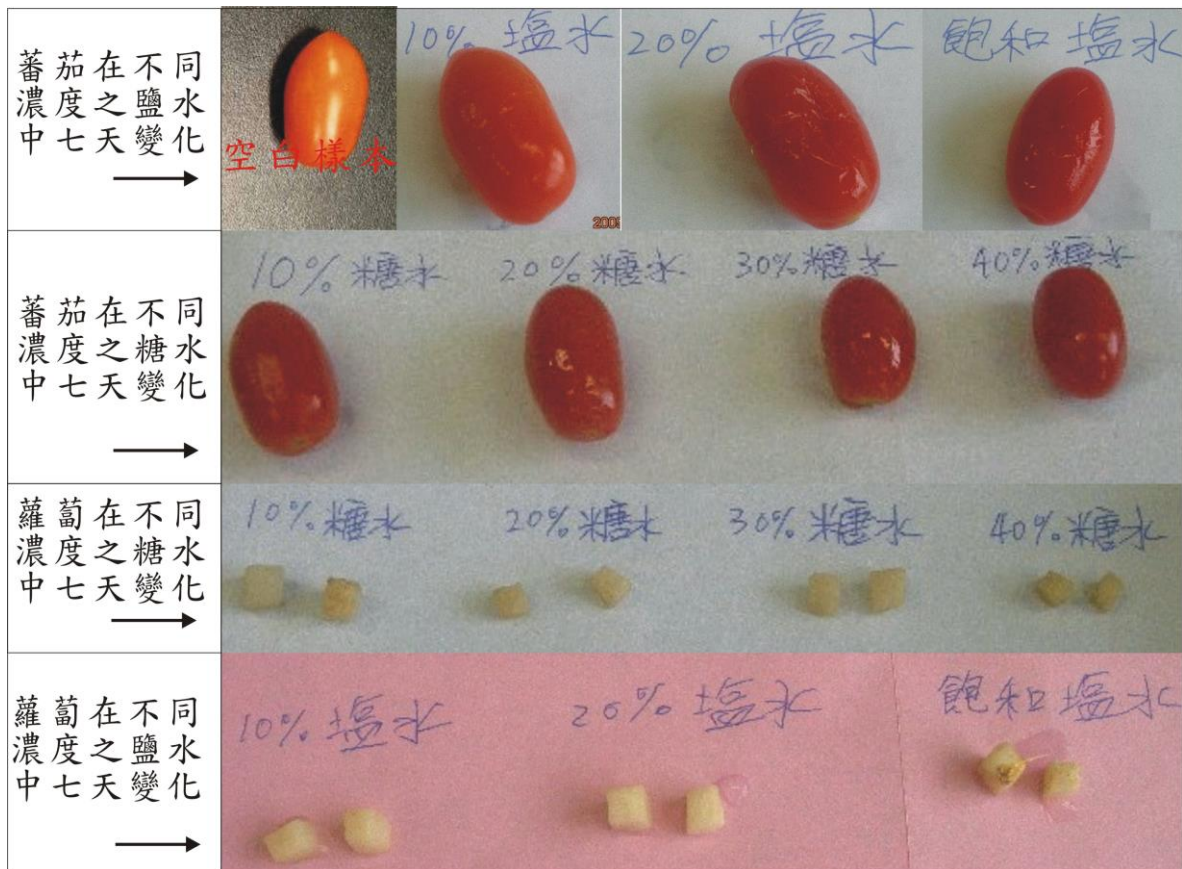 蕃茄在不同
濃度之鹽水
中七天變化
空白樣本
10% 塩水
2005
20% 塩水
飽和塩水
蕃茄在不同
濃度之糖水
中七天變化
10% 糖水
20% 糖水
30% 糖水
40% 糖水
蘿蔔在不同
濃度之糖水
中七天變化
10% 糖水
20% 糖水
30% 糖水
40% 糖水
蘿蔔在不同
濃度之鹽水
中七天變化
10% 塩水
20% 塩水
飽和塩水